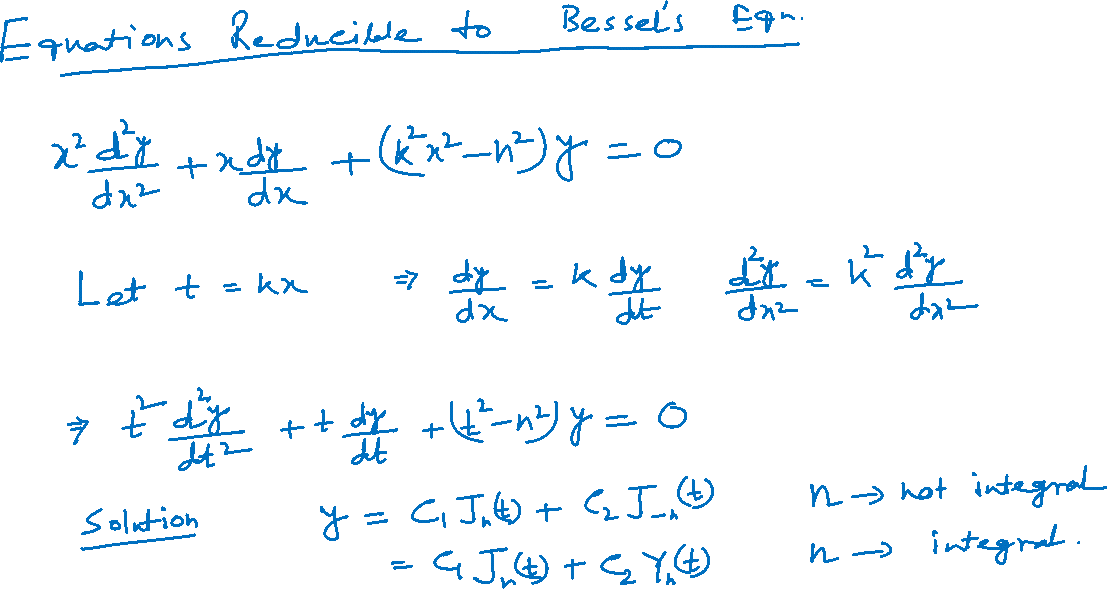 Equations Reducible to Bessel's Eqn.
x² d²y/dx² + x dy/dx + (k²x² − n²) y = 0
Let t = kx ⇒ dy/dx = k dy/dt d²y/dx² = k² d²y/dx²
⇒ t² d²y/dt² + t dy/dt + (t² − n²) y = 0
Solution y = C₁ Jₙ(t) + C₂ J₋ₙ(t) n → not integral
= C₁ Jₙ(t) + C₂ Yₙ(t) n → integral.